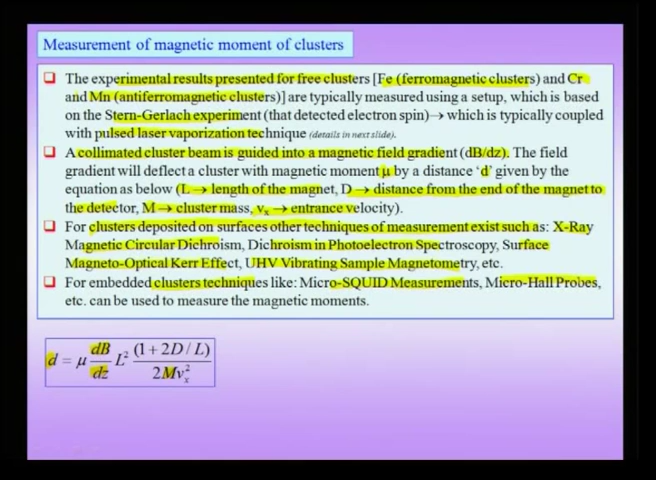 Measurement of magnetic moment of clusters
❑ The experimental results presented for free clusters [Fe (ferromagnetic clusters) and Cr
and Mn (antiferromagnetic clusters)] are typically measured using a setup, which is based
on the Stern-Gerlach experiment (that detected electron spin)→ which is typically coupled
with pulsed laser vaporization technique (details in next slide).
❑ A collimated cluster beam is guided into a magnetic field gradient (dB/dz). The field
gradient will deflect a cluster with magnetic moment μ by a distance 'd' given by the
equation as below (L → length of the magnet, D → distance from the end of the magnet to
the detector, M → cluster mass, vₓ → entrance velocity).
❑ For clusters deposited on surfaces other techniques of measurement exist such as: X-Ray
Magnetic Circular Dichroism, Dichroism in Photoelectron Spectroscopy, Surface
Magneto-Optical Kerr Effect, UHV Vibrating Sample Magnetometry, etc.
❑ For embedded clusters techniques like: Micro-SQUID Measurements, Micro-Hall Probes,
etc. can be used to measure the magnetic moments.
d = μ dB/dz L² (1 + 2D / L)/2Mvₓ²